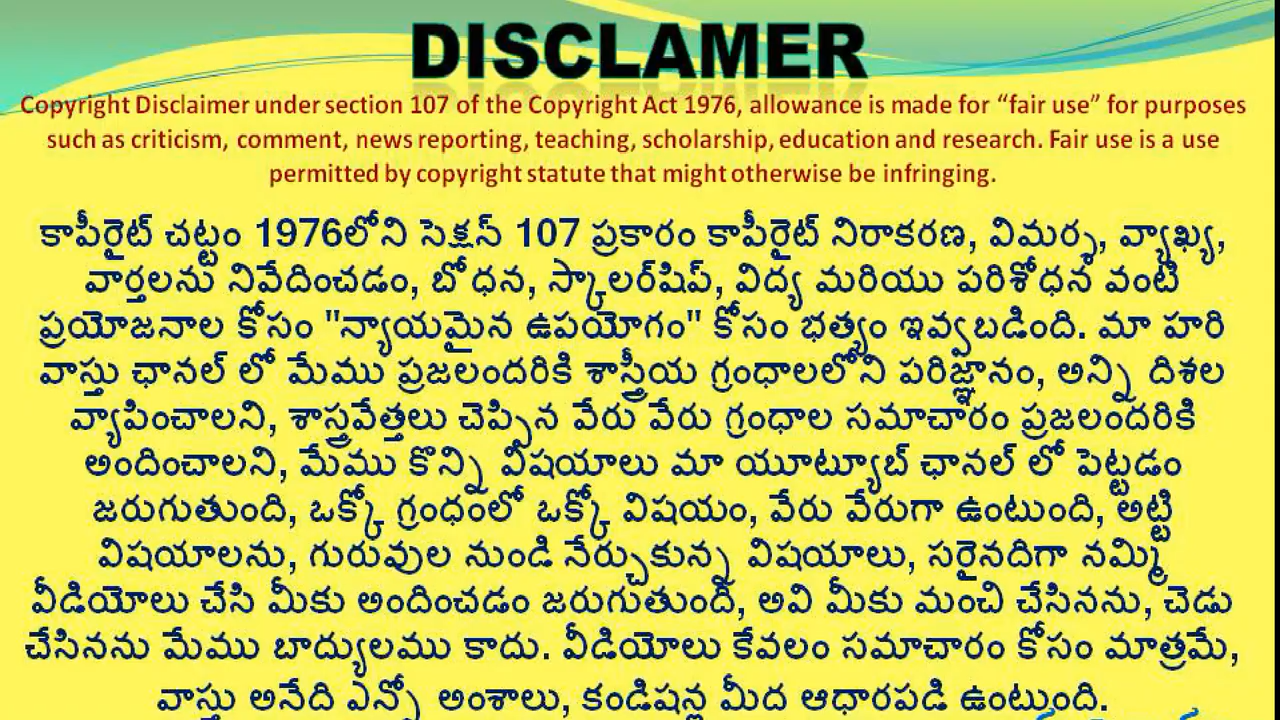 DISCLAMER
Copyright Disclaimer under section 107 of the Copyright Act 1976, allowance is made for “fair use” for purposes
such as criticism, comment, news reporting, teaching, scholarship, education and research. Fair use is a use
permitted by copyright statute that might otherwise be infringing.
కాపీరైట్ చట్టం 1976లోని సెక్షన్ 107 ప్రకారం కాపీరైట్ నిరాకరణ, విమర్శ, వ్యాఖ్య,
వార్తలను నివేదించడం, బోధన, స్కాలర్‌షిప్, విద్య మరియు పరిశోధన వంటి
ప్రయోజనాల కోసం "న్యాయమైన ఉపయోగం" కోసం భత్యం ఇవ్వబడింది. మా హరి
వాస్తు ఛానల్ లో మేము ప్రజలందరికి శాస్త్రీయ గ్రంధాలలోని పరిజ్ఞానం, అన్ని దిశల
వ్యాపించాలని, శాస్త్రవేత్తలు చెప్పిన వేరు వేరు గ్రంధాల సమాచారం ప్రజలందరికి
అందించాలని, మేము కొన్ని విషయాలు మా యూట్యూబ్ ఛానల్ లో పెట్టడం
జరుగుతుంది, ఒక్కో గ్రంధంలో ఒక్కో విషయం, వేరు వేరుగా ఉంటుంది, అట్టి
విషయాలను, గురువుల నుండి నేర్చుకున్న విషయాలు, సరైనదిగా నమ్మి
వీడియోలు చేసి మీకు అందించడం జరుగుతుంది, అవి మీకు మంచి చేసినను, చెడు
చేసినను మేము బాద్యులము కాదు. వీడియోలు కేవలం సమాచారం కోసం మాత్రమే,
వాస్తు అనేది ఎన్నో అంశాలు, కండిషన్ల మీద ఆధారపడి ఉంటుంది.